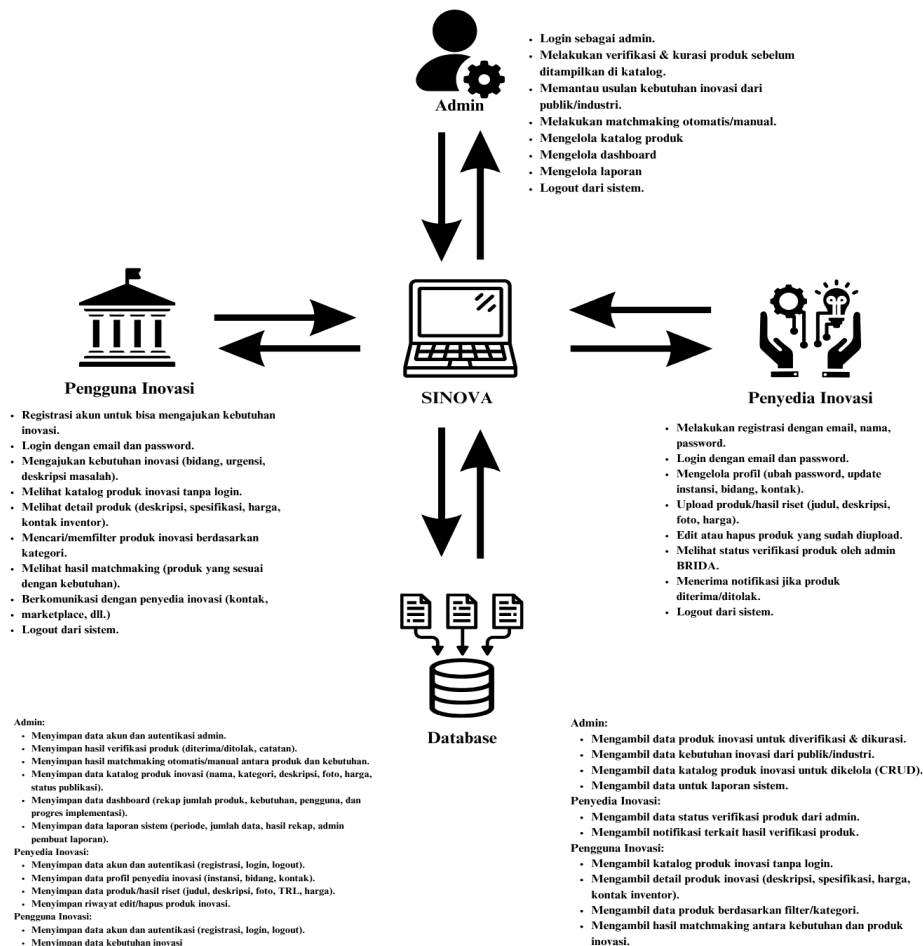 • Login sebagai admin.
• Melakukan verifikasi & kurasi produk sebelum
ditampilkan di katalog.
• Memantau usulan kebutuhan inovasi dari
publik/industri.
• Melakukan matchmaking otomatis/manual.
• Mengelola katalog produk
• Mengelola dashboard
• Mengelola laporan
• Logout dari sistem.
Admin
Pengguna Inovasi
• Registrasi akun untuk bisa mengajukan kebutuhan
inovasi.
• Login dengan email dan password.
• Mengajukan kebutuhan inovasi (bidang, urgensi,
deskripsi masalah).
• Melihat katalog produk inovasi tanpa login.
• Melihat detail produk (deskripsi, spesifikasi, harga,
kontak inventor).
• Mencari/memfilter produk inovasi berdasarkan
kategori.
• Melihat hasil matchmaking (produk yang sesuai
dengan kebutuhan).
• Berkomunikasi dengan penyedia inovasi (kontak,
• marketplace, dll.)
• Logout dari sistem.
SINOVA
Penyedia Inovasi
• Melakukan registrasi dengan email, nama,
password.
• Login dengan email dan password.
• Mengelola profil (ubah password, update
instansi, bidang, kontak).
• Upload produk/hasil riset (judul, deskripsi,
foto, harga).
• Edit atau hapus produk yang sudah diupload.
• Melihat status verifikasi produk oleh admin
BRIDA.
• Menerima notifikasi jika produk
diterima/ditolak.
• Logout dari sistem.
Database
Admin:
• Menyimpan data akun dan autentikasi admin.
• Menyimpan hasil verifikasi produk (diterima/ditolak, catatan).
• Menyimpan hasil matchmaking otomatis/manual antara produk dan kebutuhan.
• Menyimpan data katalog produk inovasi (nama, kategori, deskripsi, foto, harga,
status publikasi).
• Menyimpan data dashboard (rekap jumlah produk, kebutuhan, pengguna, dan
progres implementasi).
• Menyimpan data laporan sistem (periode, jumlah data, hasil rekap, admin
pembuat laporan).
Penyedia Inovasi:
• Menyimpan data akun dan autentikasi (registrasi, login, logout).
• Menyimpan data profil penyedia inovasi (instansi, bidang, kontak).
• Menyimpan data produk/hasil riset (judul, deskripsi, foto, TRL, harga).
• Menyimpan riwayat edit/hapus produk inovasi.
Pengguna Inovasi:
• Menyimpan data akun dan autentikasi (registrasi, login, logout).
• Menyimpan data kebutuhan inovasi
Admin:
• Mengambil data produk inovasi untuk diverifikasi & dikurasi.
• Mengambil data kebutuhan inovasi dari publik/industri.
• Mengambil data katalog produk inovasi untuk dikelola (CRUD).
• Mengambil data untuk laporan sistem.
Penyedia Inovasi:
• Mengambil data status verifikasi produk dari admin.
• Mengambil notifikasi terkait hasil verifikasi produk.
Pengguna Inovasi:
• Mengambil katalog produk inovasi tanpa login.
• Mengambil detail produk inovasi (deskripsi, spesifikasi, harga,
kontak inventor).
• Mengambil data produk berdasarkan filter/kategori.
• Mengambil hasil matchmaking antara kebutuhan dan produk
inovasi.